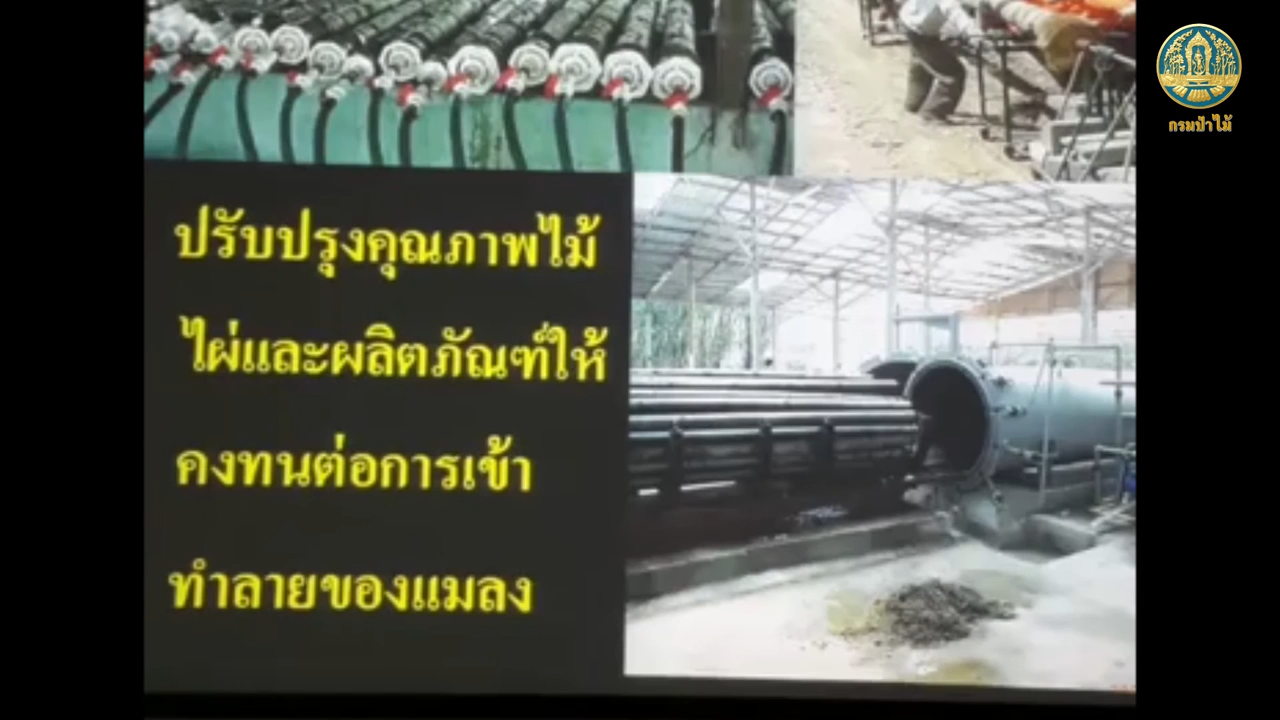 กรมป่าไม้
ปรับปรุงคุณภาพไม้
ไผ่และผลิตภัณฑ์ให้
คงทนต่อการเข้า
ทำลายของแมลง